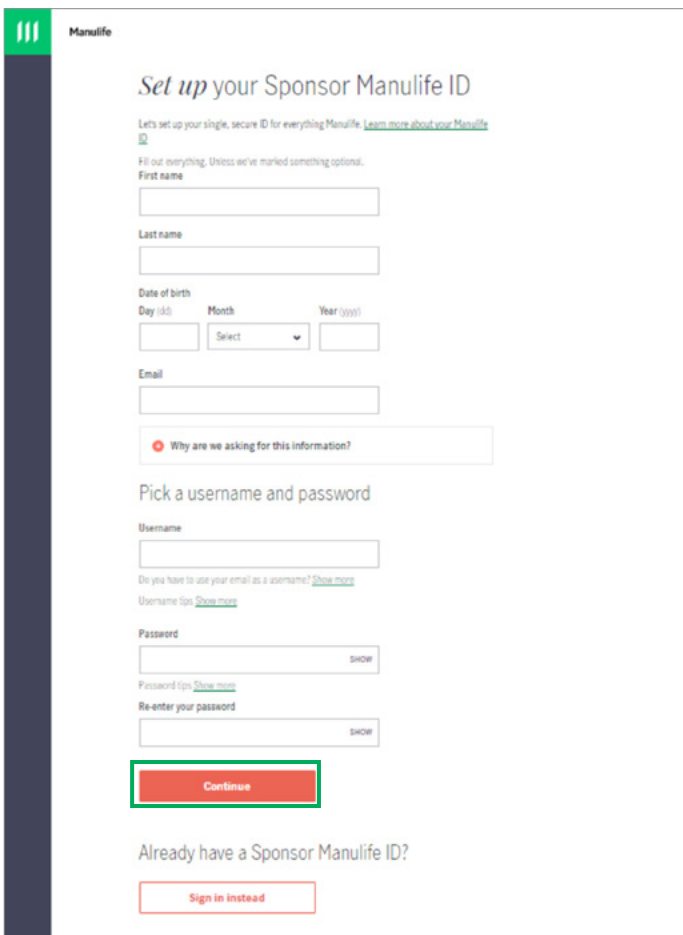 Manulife
Set up your Sponsor Manulife ID
Lets set up your single, secure ID for everything Manulife. Learn more about your Manulife
ID
Fill out everything. Unless we've marked something optional.
First name
Last name
Date of birth
Day (dd) Month Year (yyyy)
Select
Email
Why are we asking for this information?
Pick a username and password
Username
Do you have to use your email as a username? Show more
Username tips Show more
Password
SHOW
Password tips Show more
Re-enter your password
SHOW
Continue
Already have a Sponsor Manulife ID?
Sign in instead